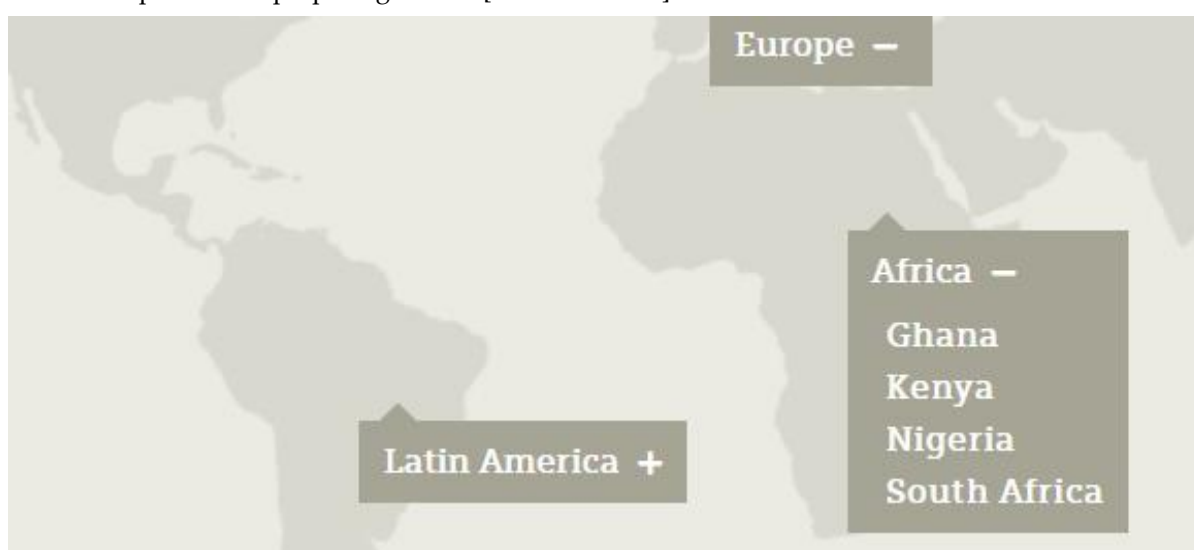 Europe –
Africa –
Ghana
Kenya
Nigeria
South Africa
Latin America +